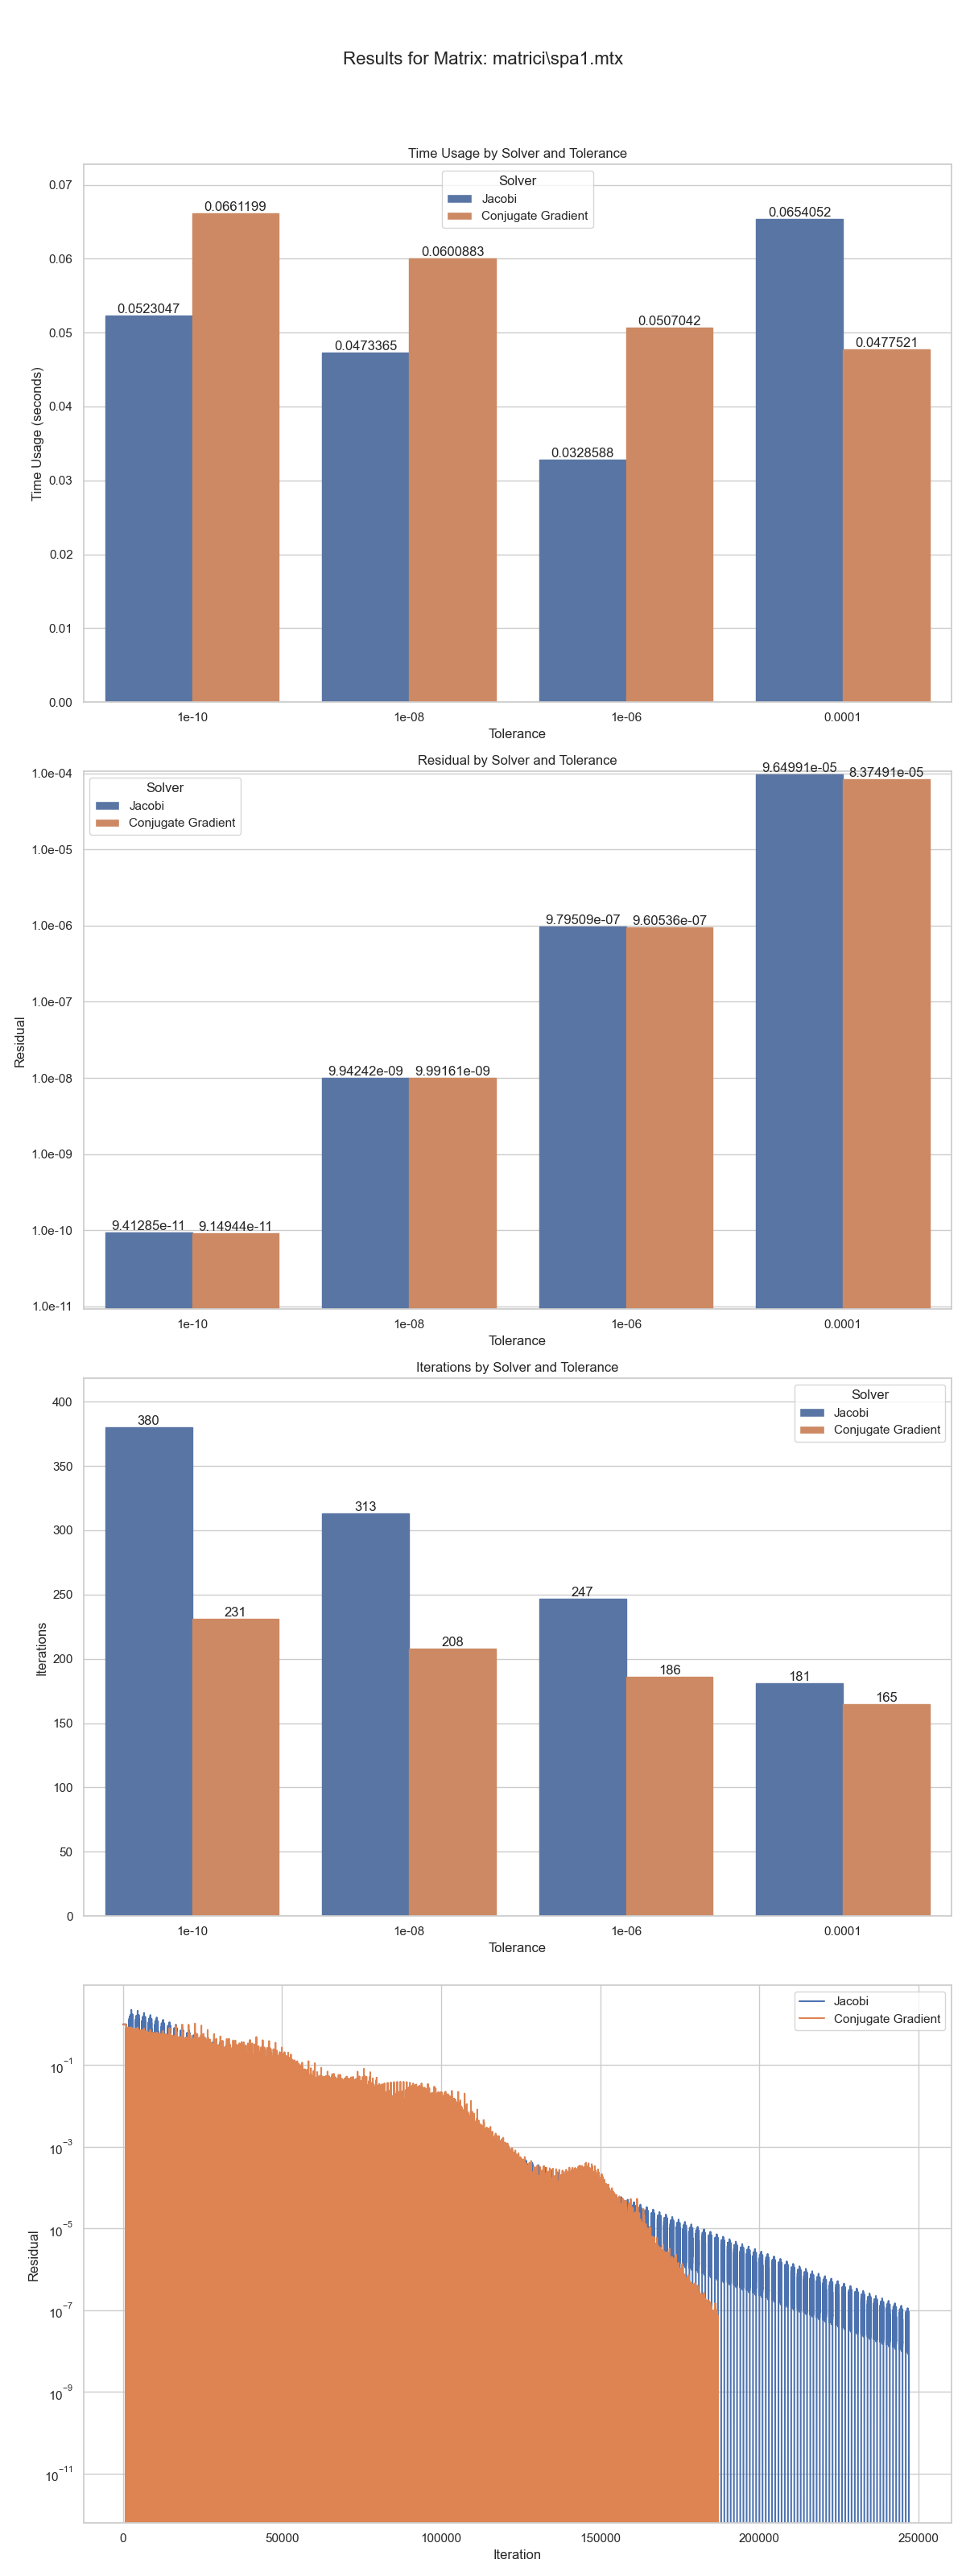 Results for Matrix: matrici\spa1.mtx
Time Usage by Solver and Tolerance
Solver
Jacobi
Conjugate Gradient
0.07
0.06
0.05
0.04
0.03
0.02
0.01
0.00
Time Usage (seconds)
0.0523047
0.0661199
0.0473365
0.0600883
0.0328588
0.0507042
0.0654052
0.0477521
1e-10
1e-08
1e-06
0.0001
Tolerance
Residual by Solver and Tolerance
Solver
Jacobi
Conjugate Gradient
1.0e-04
1.0e-05
1.0e-06
1.0e-07
1.0e-08
1.0e-09
1.0e-10
1.0e-11
Residual
9.41285e-11
9.14944e-11
9.94242e-09
9.99161e-09
9.79509e-07
9.60536e-07
9.64991e-05
8.37491e-05
1e-10
1e-08
1e-06
0.0001
Tolerance
Iterations by Solver and Tolerance
Solver
Jacobi
Conjugate Gradient
400
350
300
250
200
150
100
50
0
Iterations
380
231
313
208
247
186
181
165
1e-10
1e-08
1e-06
0.0001
Tolerance
Jacobi
Conjugate Gradient
10⁻¹
10⁻³
10⁻⁵
10⁻⁷
10⁻⁹
10⁻¹¹
Residual
0
50000
100000
150000
200000
250000
Iteration